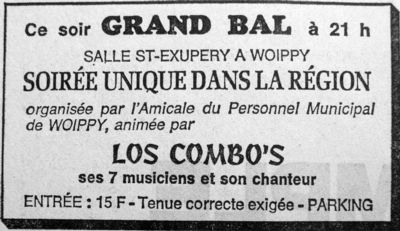 Ce soir GRAND BAL à 21 h
SALLE ST-EXUPERY A WOIPPY
SOIRÉE UNIQUE DANS LA RÉGION
organisée par l'Amicale du Personnel Municipal
de WOIPPY, animée par
LOS COMBO'S
ses 7 musiciens et son chanteur
ENTRÉE : 15 F - Tenue correcte exigée - PARKING